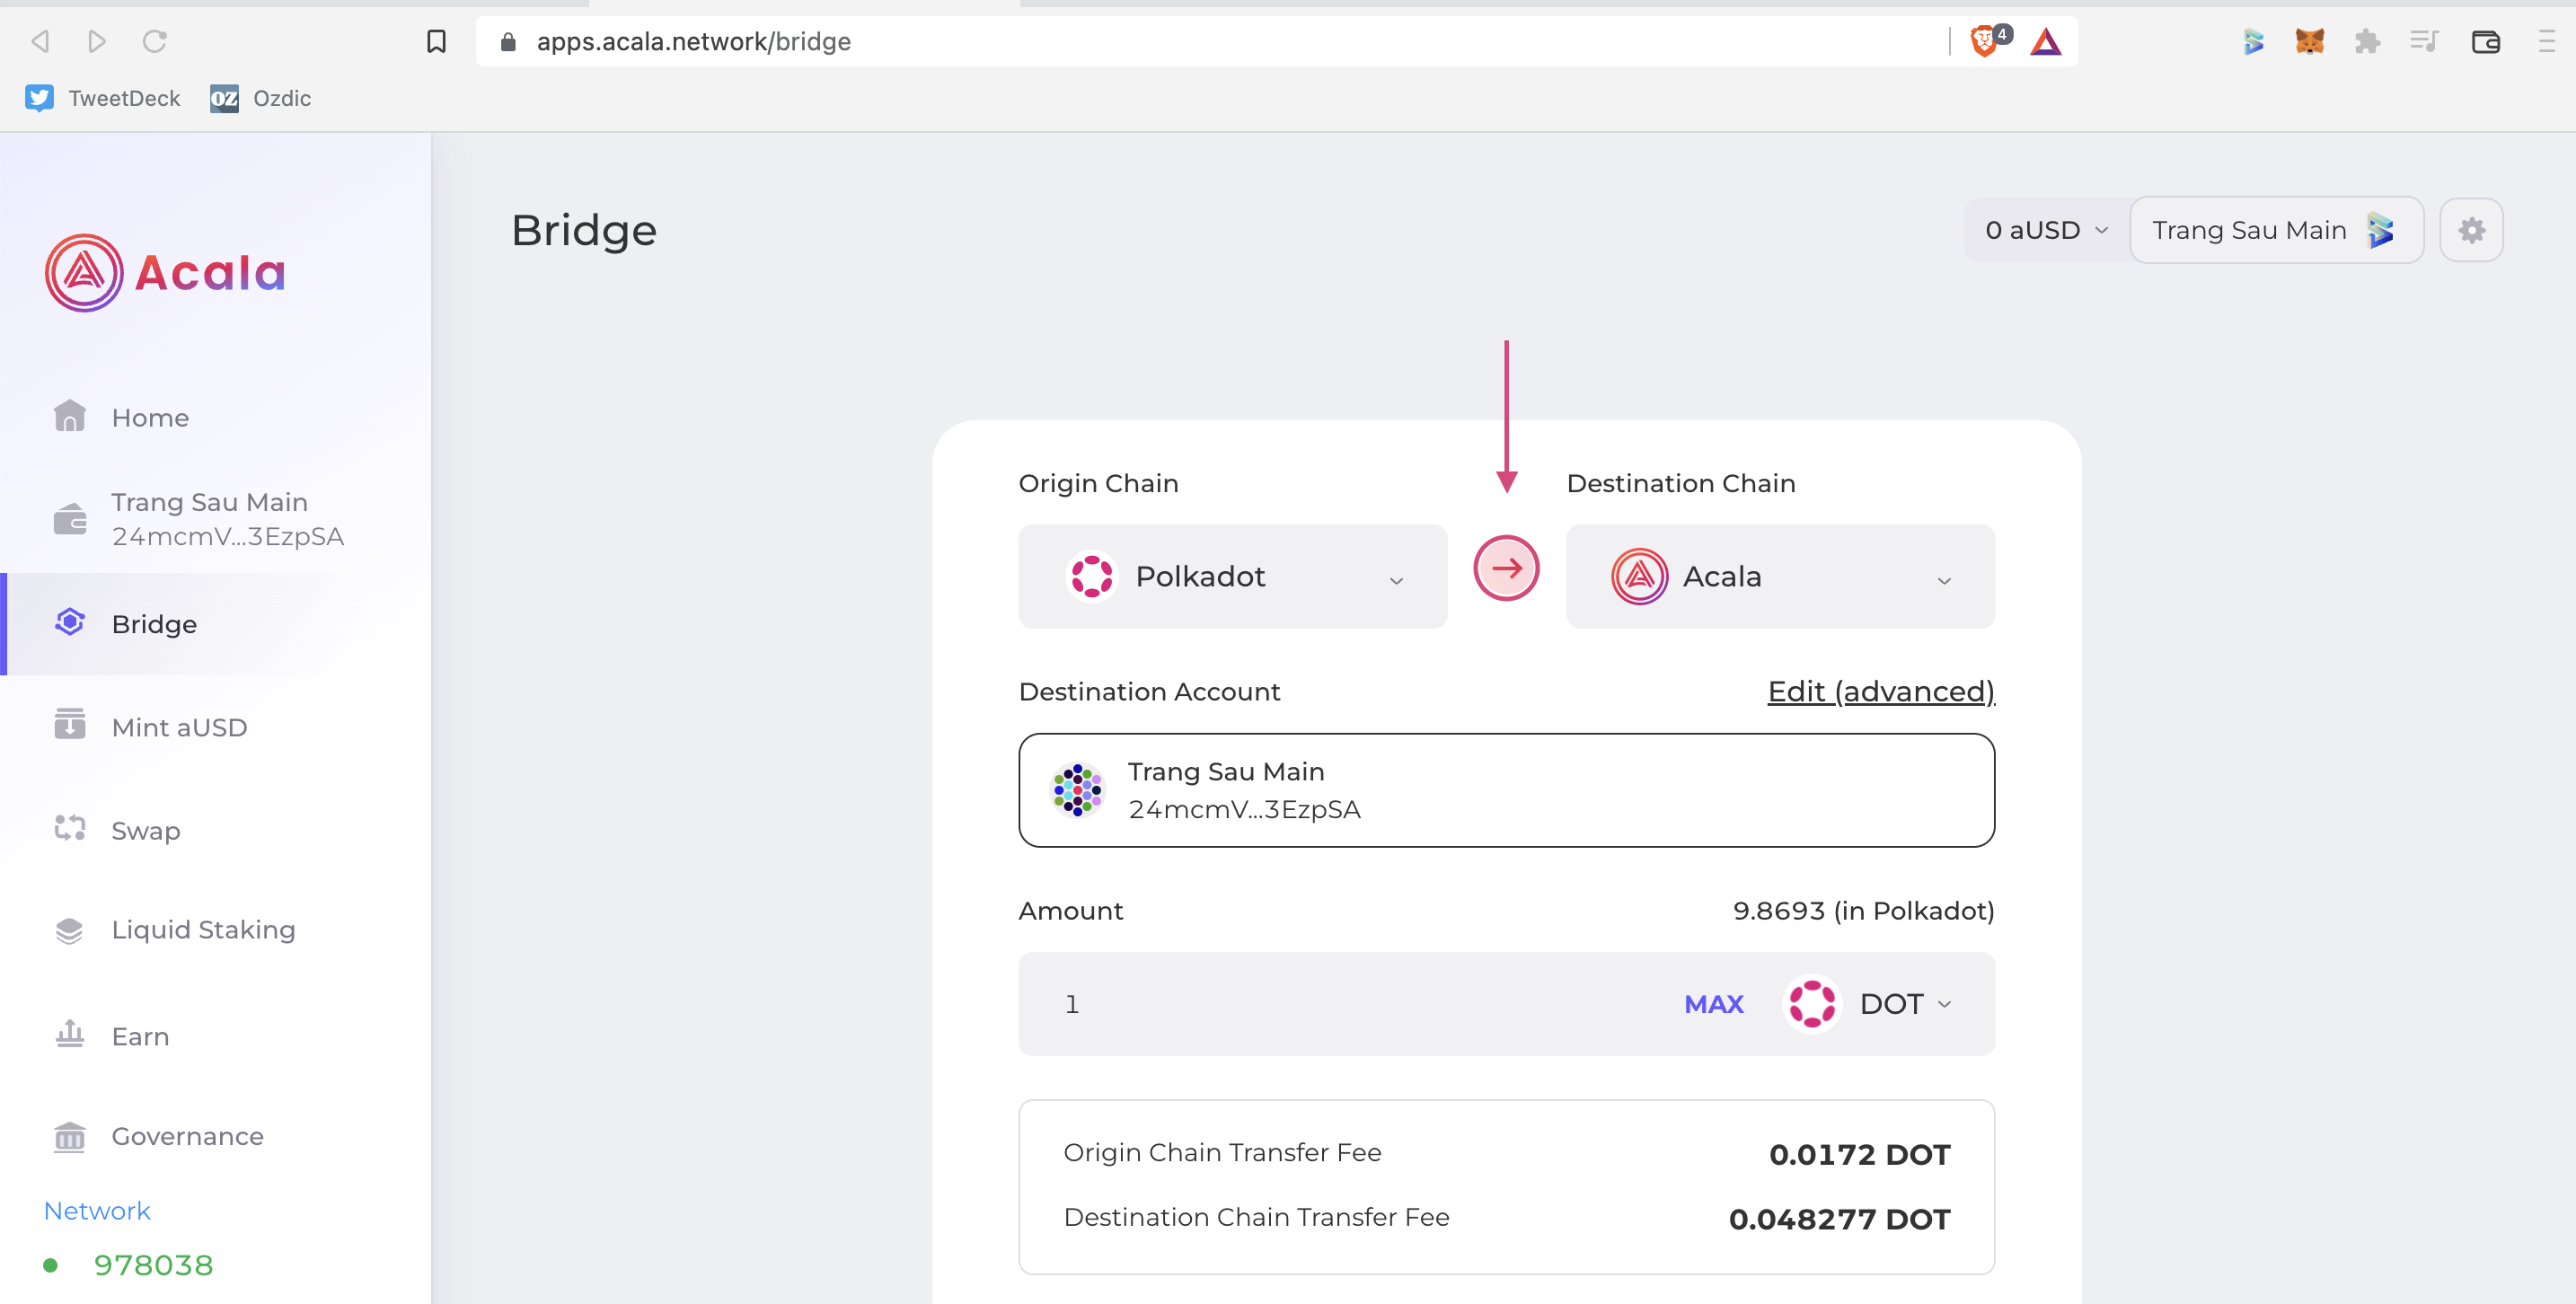 apps.acala.network/bridge
4
TweetDeck
OZ
Ozdic
Acala
Home
Trang Sau Main
24mcmV...3EzpSA
Bridge
Mint aUSD
Swap
Liquid Staking
Earn
Governance
Network
978038
Bridge
0 aUSD
Trang Sau Main
Origin Chain
Destination Chain
Polkadot
Acala
Destination Account
Edit (advanced)
Trang Sau Main
24mcmV...3EzpSA
Amount
9.8693 (in Polkadot)
1
MAX
DOT
Origin Chain Transfer Fee
0.0172 DOT
Destination Chain Transfer Fee
0.048277 DOT